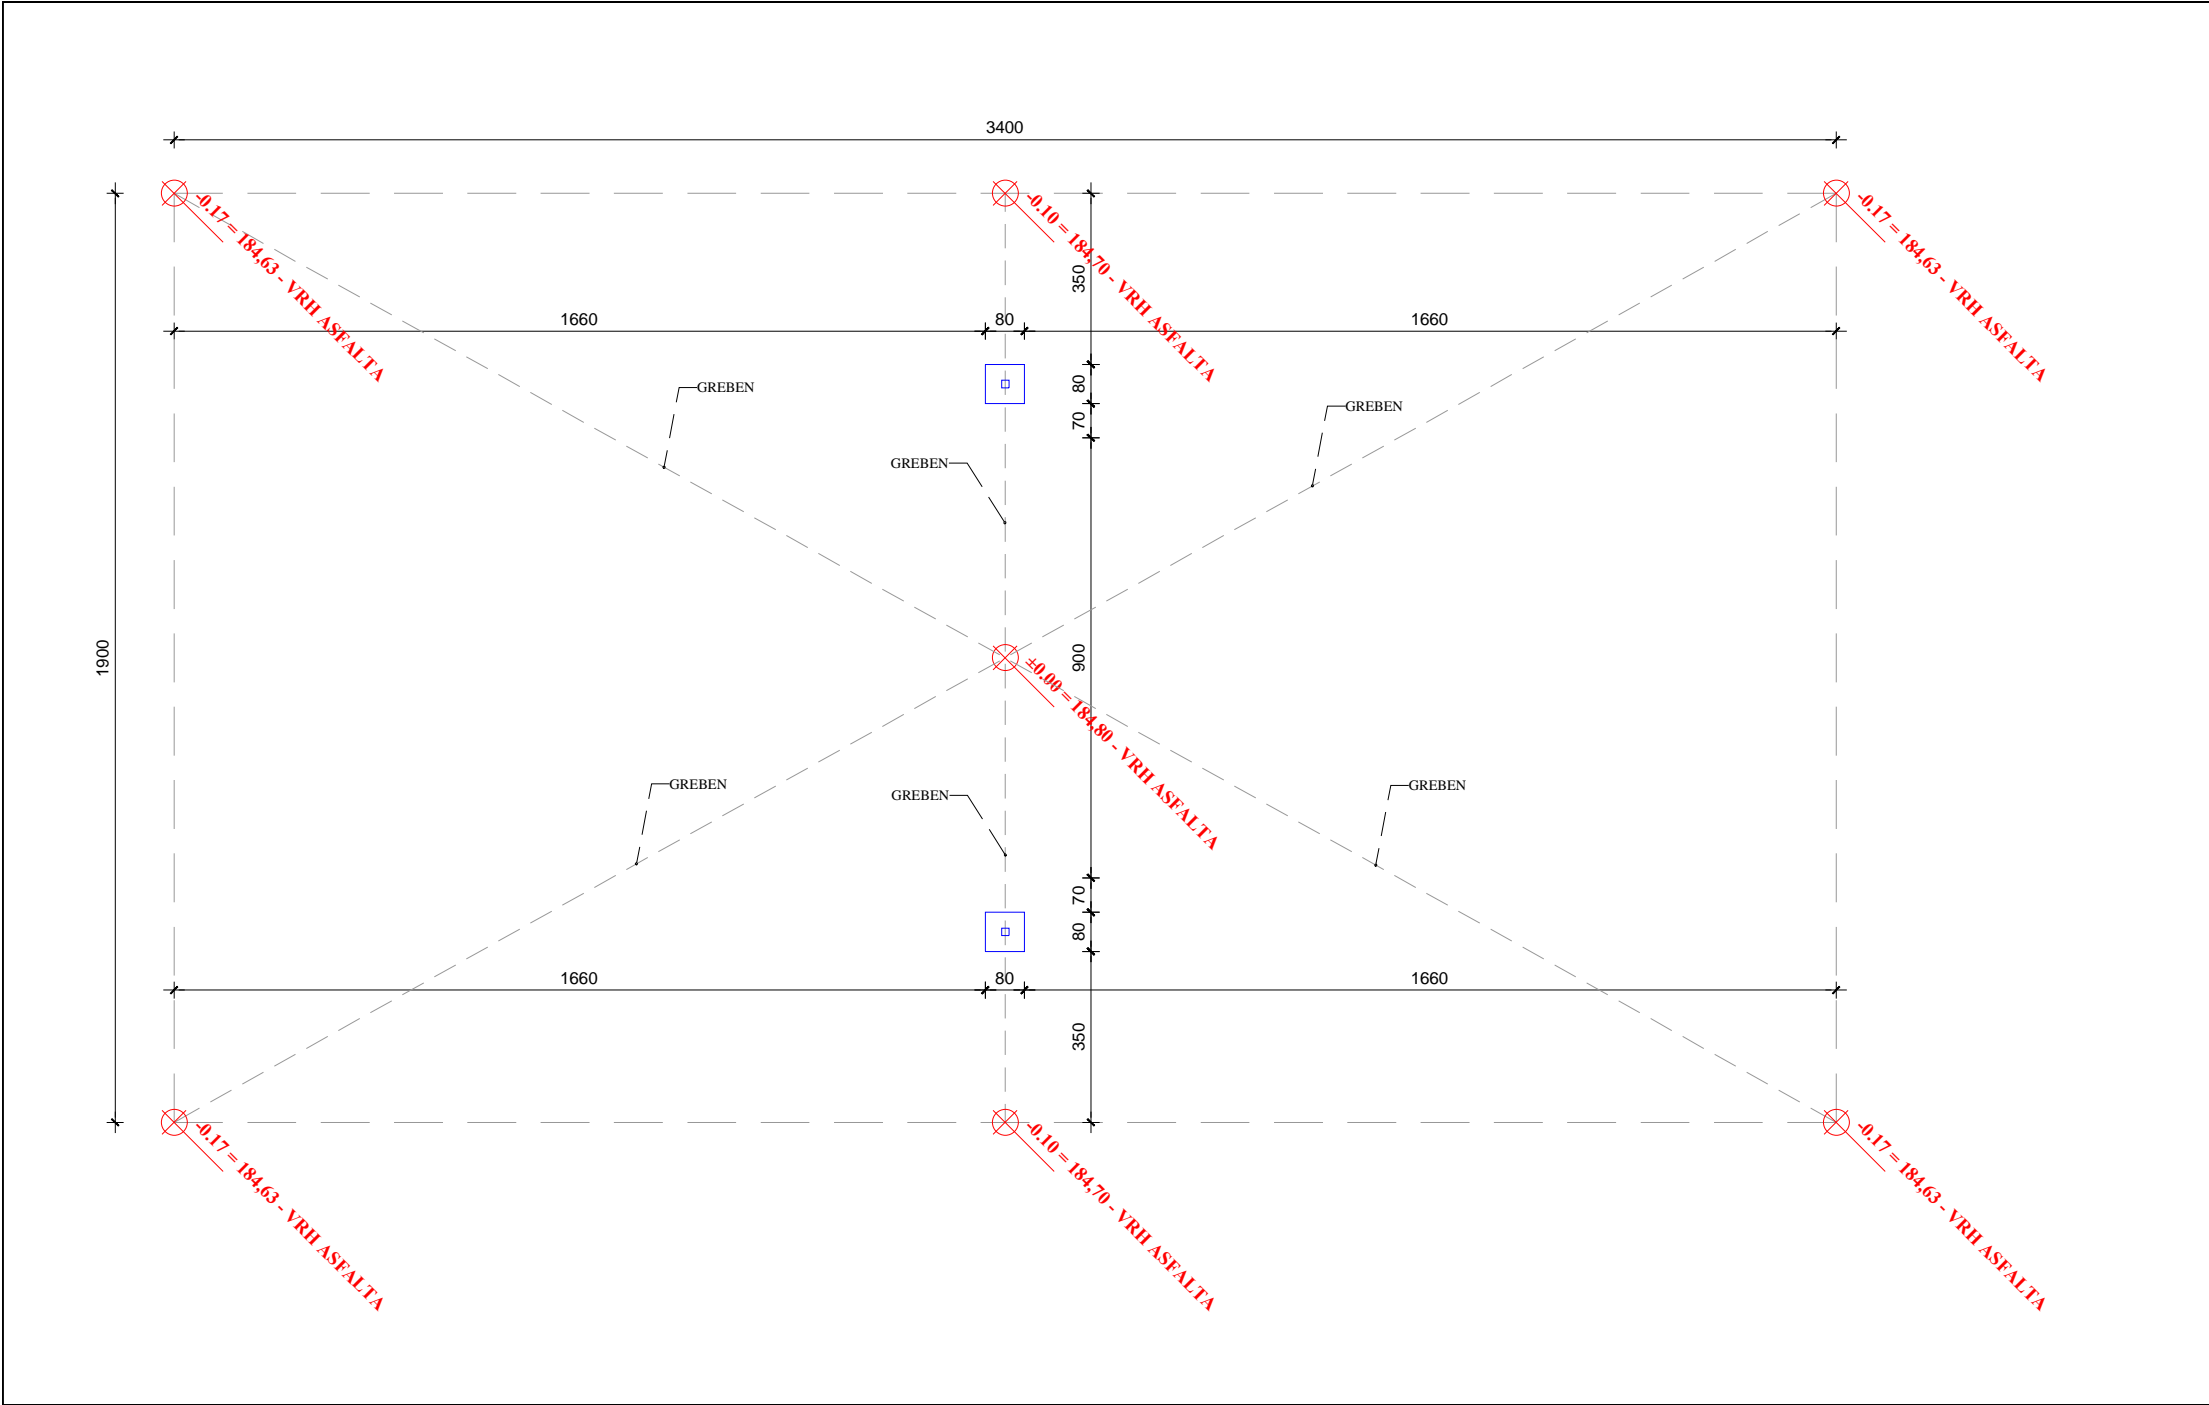 3400
-0.17 = 184,63 - VRH ASFALTA
-0.10 = 184,70 - VRH ASFALTA
-0.17 = 184,63 - VRH ASFALTA
350
1660
80
1660
80
GREBEN
GREBEN
70
GREBEN
1900
900
±0.00 = 184,80 - VRH ASFALTA
GREBEN
GREBEN
GREBEN
70
80
1660
80
1660
350
-0.17 = 184,63 - VRH ASFALTA
-0.10 = 184,70 - VRH ASFALTA
-0.17 = 184,63 - VRH ASFALTA